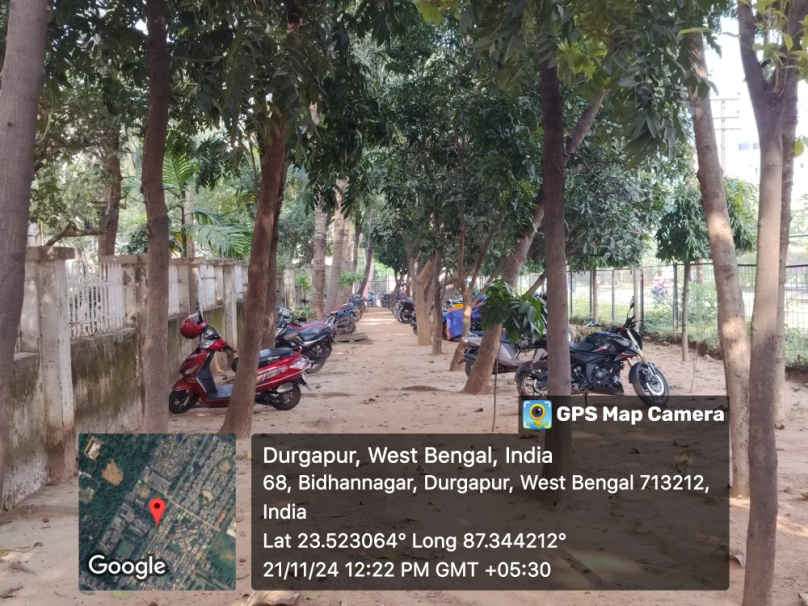 GPS Map Camera
Durgapur, West Bengal, India
68, Bidhannagar, Durgapur, West Bengal 713212,
India
Lat 23.523064° Long 87.344212°
21/11/24 12:22 PM GMT +05:30
Google